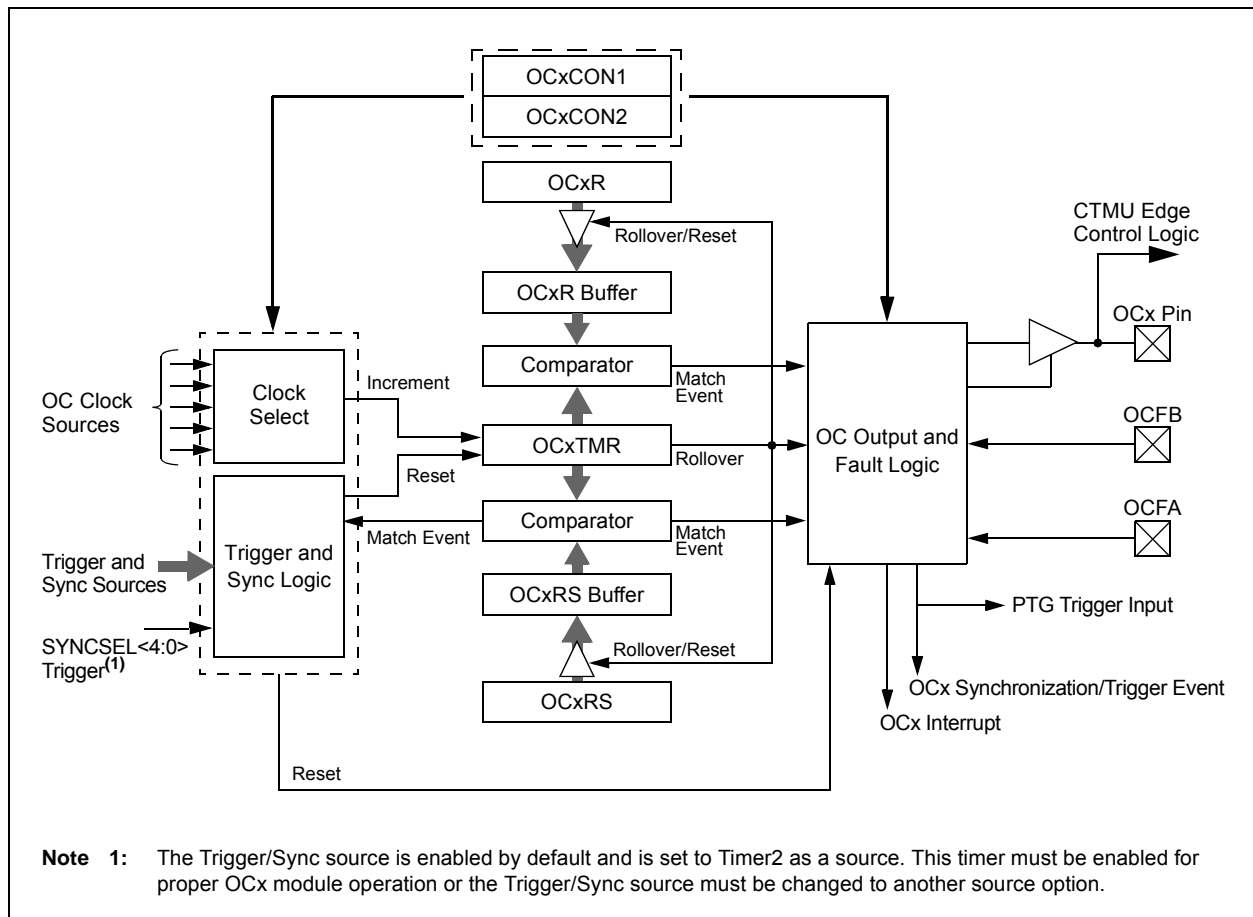 OCxCON1
OCxCON2
OCxR
Rollover/Reset
CTMU Edge
Control Logic
OCxR Buffer
OCx Pin
Comparator
Match
Event
Increment
Clock
Select
OC Clock
Sources
OCxTMR
Rollover
Reset
OC Output and
Fault Logic
OCFB
Comparator
Match Event
Match
Event
OCFA
Trigger and
Sync Logic
Trigger and
Sync Sources
OCxRS Buffer
PTG Trigger Input
SYNCSEL<4:0>
Trigger(1)
Rollover/Reset
OCxRS
OCx Synchronization/Trigger Event
OCx Interrupt
Reset
Note 1: The Trigger/Sync source is enabled by default and is set to Timer2 as a source. This timer must be enabled for
proper OCx module operation or the Trigger/Sync source must be changed to another source option.